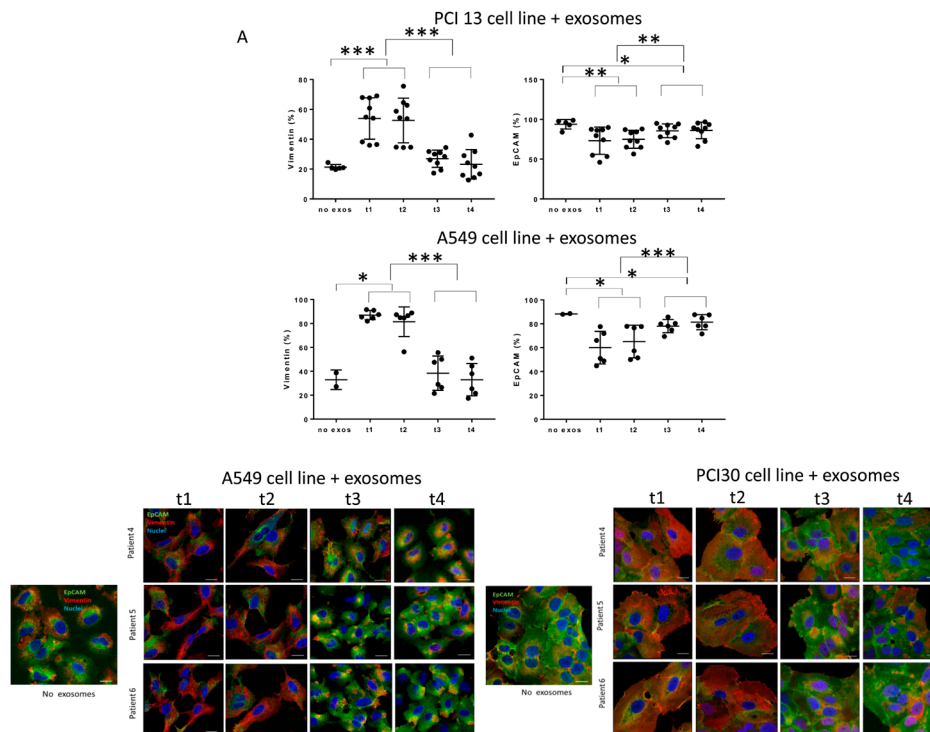 PCI 13 cell line + exosomes
A
*** *** ** * **
80
60
40
20
0
Vimentin (%)
no exos t1 t2 t3 t4
150
100
50
0
EpCAM (%)
no exos t1 t2 t3 t4
A549 cell line + exosomes
* *** *** * *
100
80
60
40
20
0
Vimentin (%)
no exos t1 t2 t3 t4
100
80
60
40
20
0
EpCAM (%)
no exos t1 t2 t3 t4
A549 cell line + exosomes
t1 t2 t3 t4
Patient 4
EpCAM
Vimentin
Nuclei
Patient 5
Patient 6
EpCAM
Vimentin
Nuclei
No exosomes
PCI30 cell line + exosomes
t1 t2 t3 t4
Patient 4
Patient 5
Patient 6
EpCAM
Vimentin
Nuclei
No exosomes